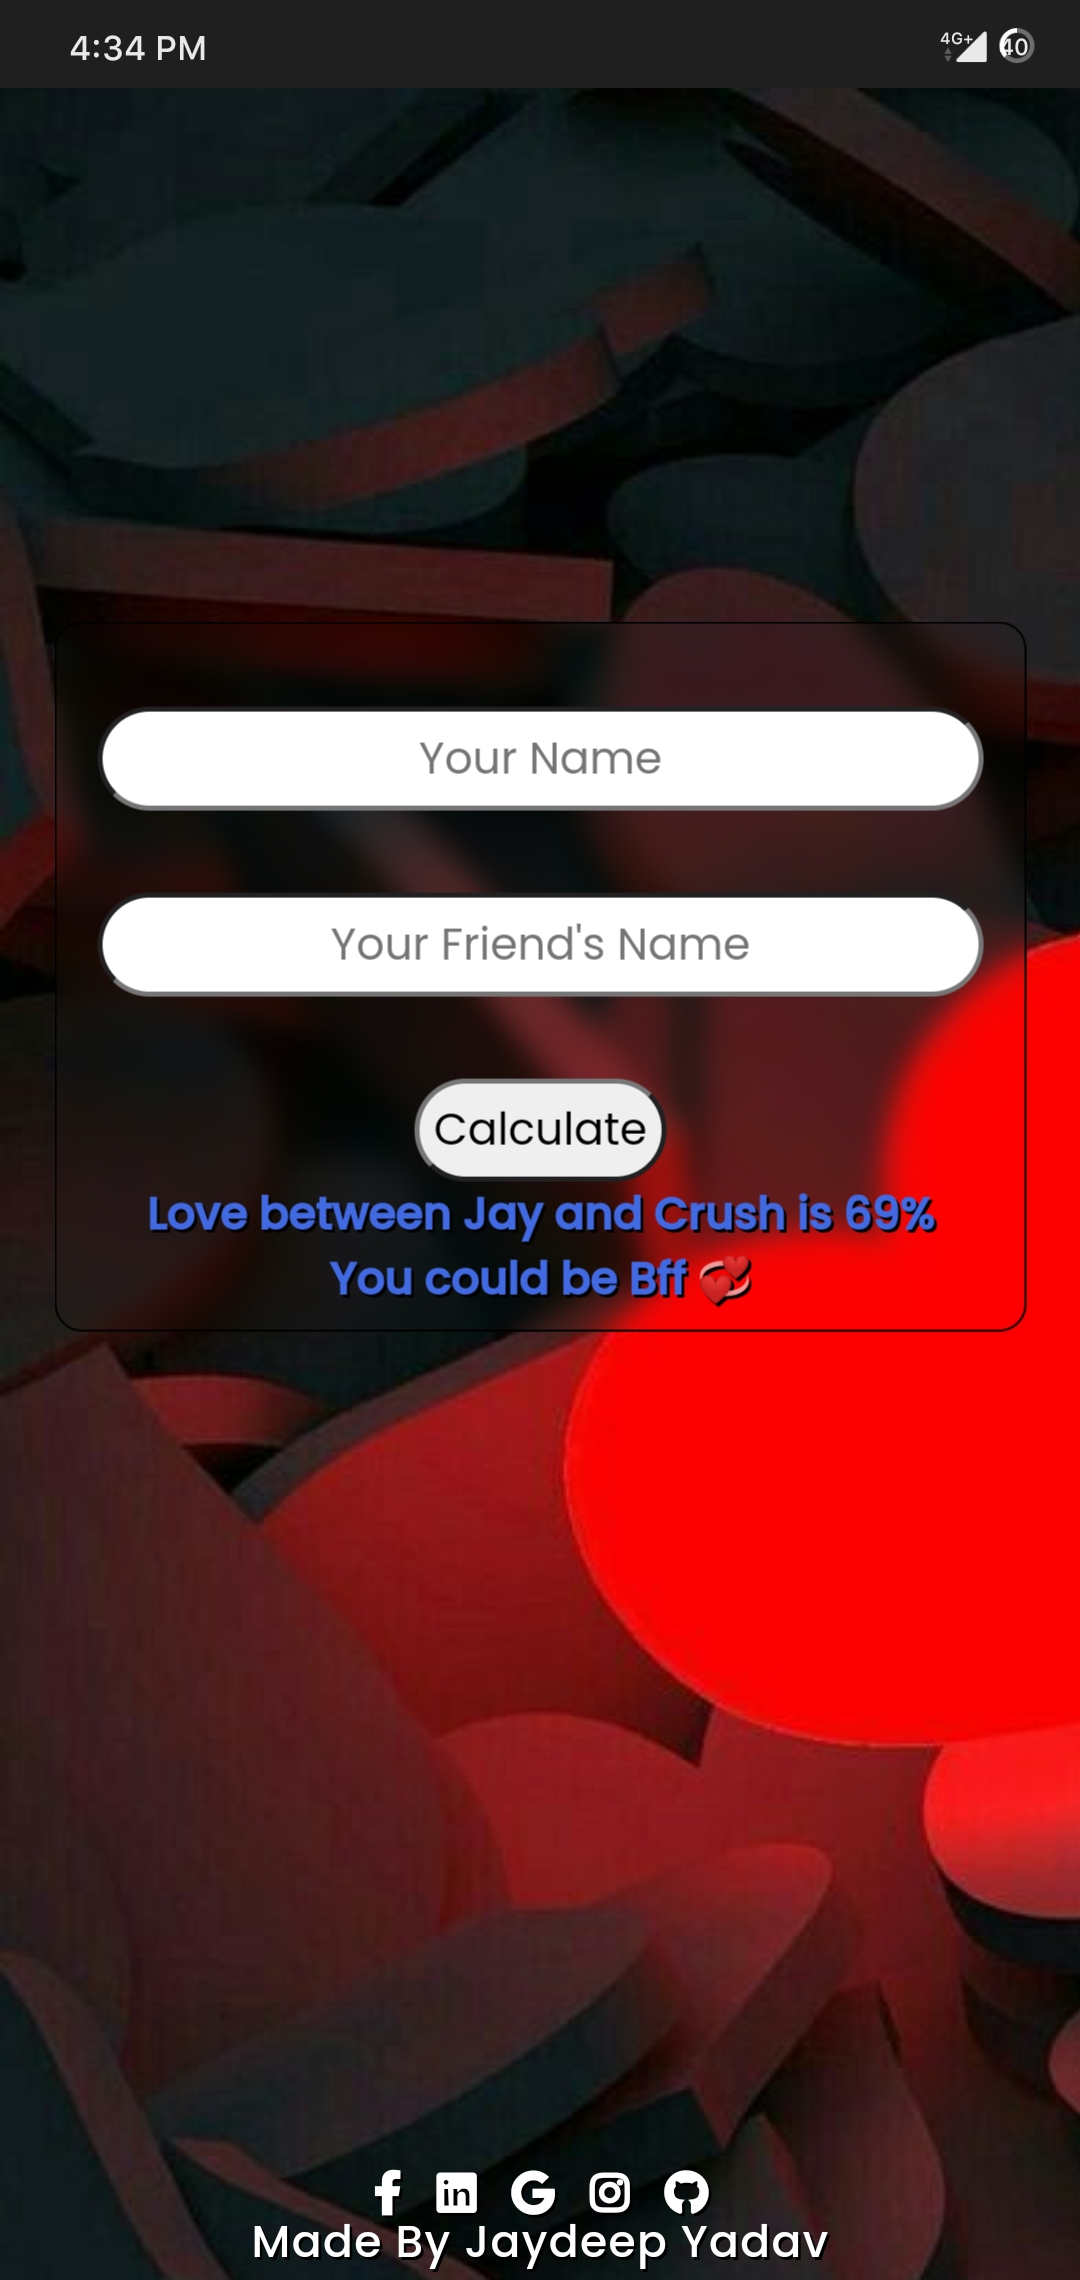 4:34 PM
4G+
40
Your Name
Your Friend's Name
Calculate
Love between Jay and Crush is 69%
You could be Bff 💞
Made By Jaydeep Yadav